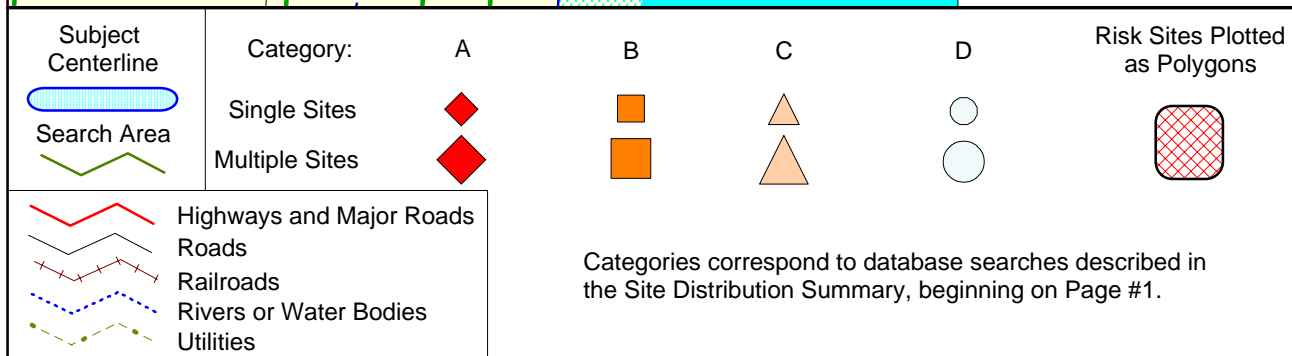 Subject
Centerline
Search Area
Category: A B C D
Single Sites
Multiple Sites
Risk Sites Plotted
as Polygons
Highways and Major Roads
Roads
Railroads
Rivers or Water Bodies
Utilities
Categories correspond to database searches described in
the Site Distribution Summary, beginning on Page #1.